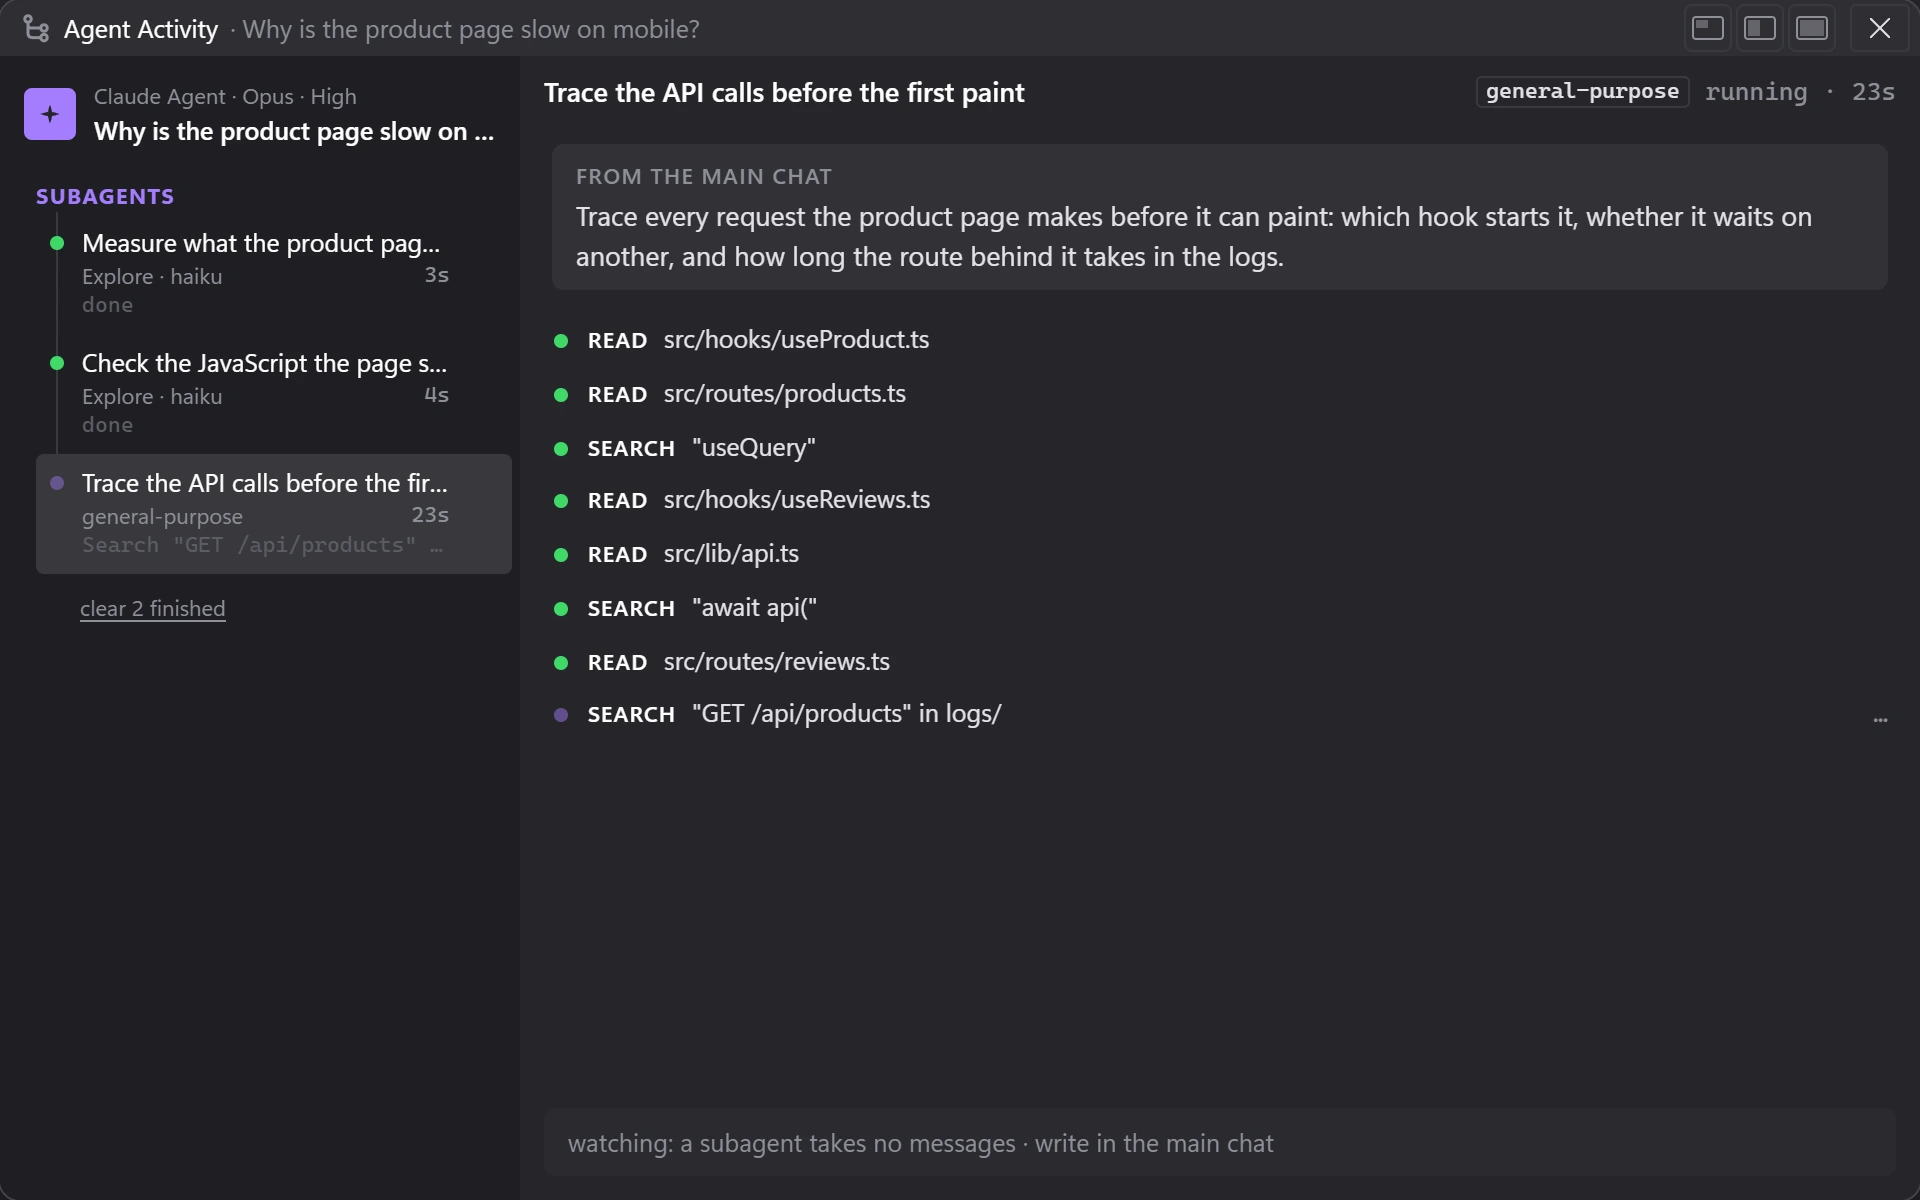 Agent Activity · Why is the product page slow on mobile?
Claude Agent · Opus · High
Why is the product page slow on ...
SUBAGENTS
Measure what the product pag...
Explore · haiku 3s
done
Check the JavaScript the page s...
Explore · haiku 4s
done
Trace the API calls before the fir...
general-purpose 23s
Search "GET /api/products" …
clear 2 finished
Trace the API calls before the first paint general-purpose running · 23s
FROM THE MAIN CHAT
Trace every request the product page makes before it can paint: which hook starts it, whether it waits on
another, and how long the route behind it takes in the logs.
READ src/hooks/useProduct.ts
READ src/routes/products.ts
SEARCH "useQuery"
READ src/hooks/useReviews.ts
READ src/lib/api.ts
SEARCH "await api("
READ src/routes/reviews.ts
SEARCH "GET /api/products" in logs/ …
watching: a subagent takes no messages · write in the main chat